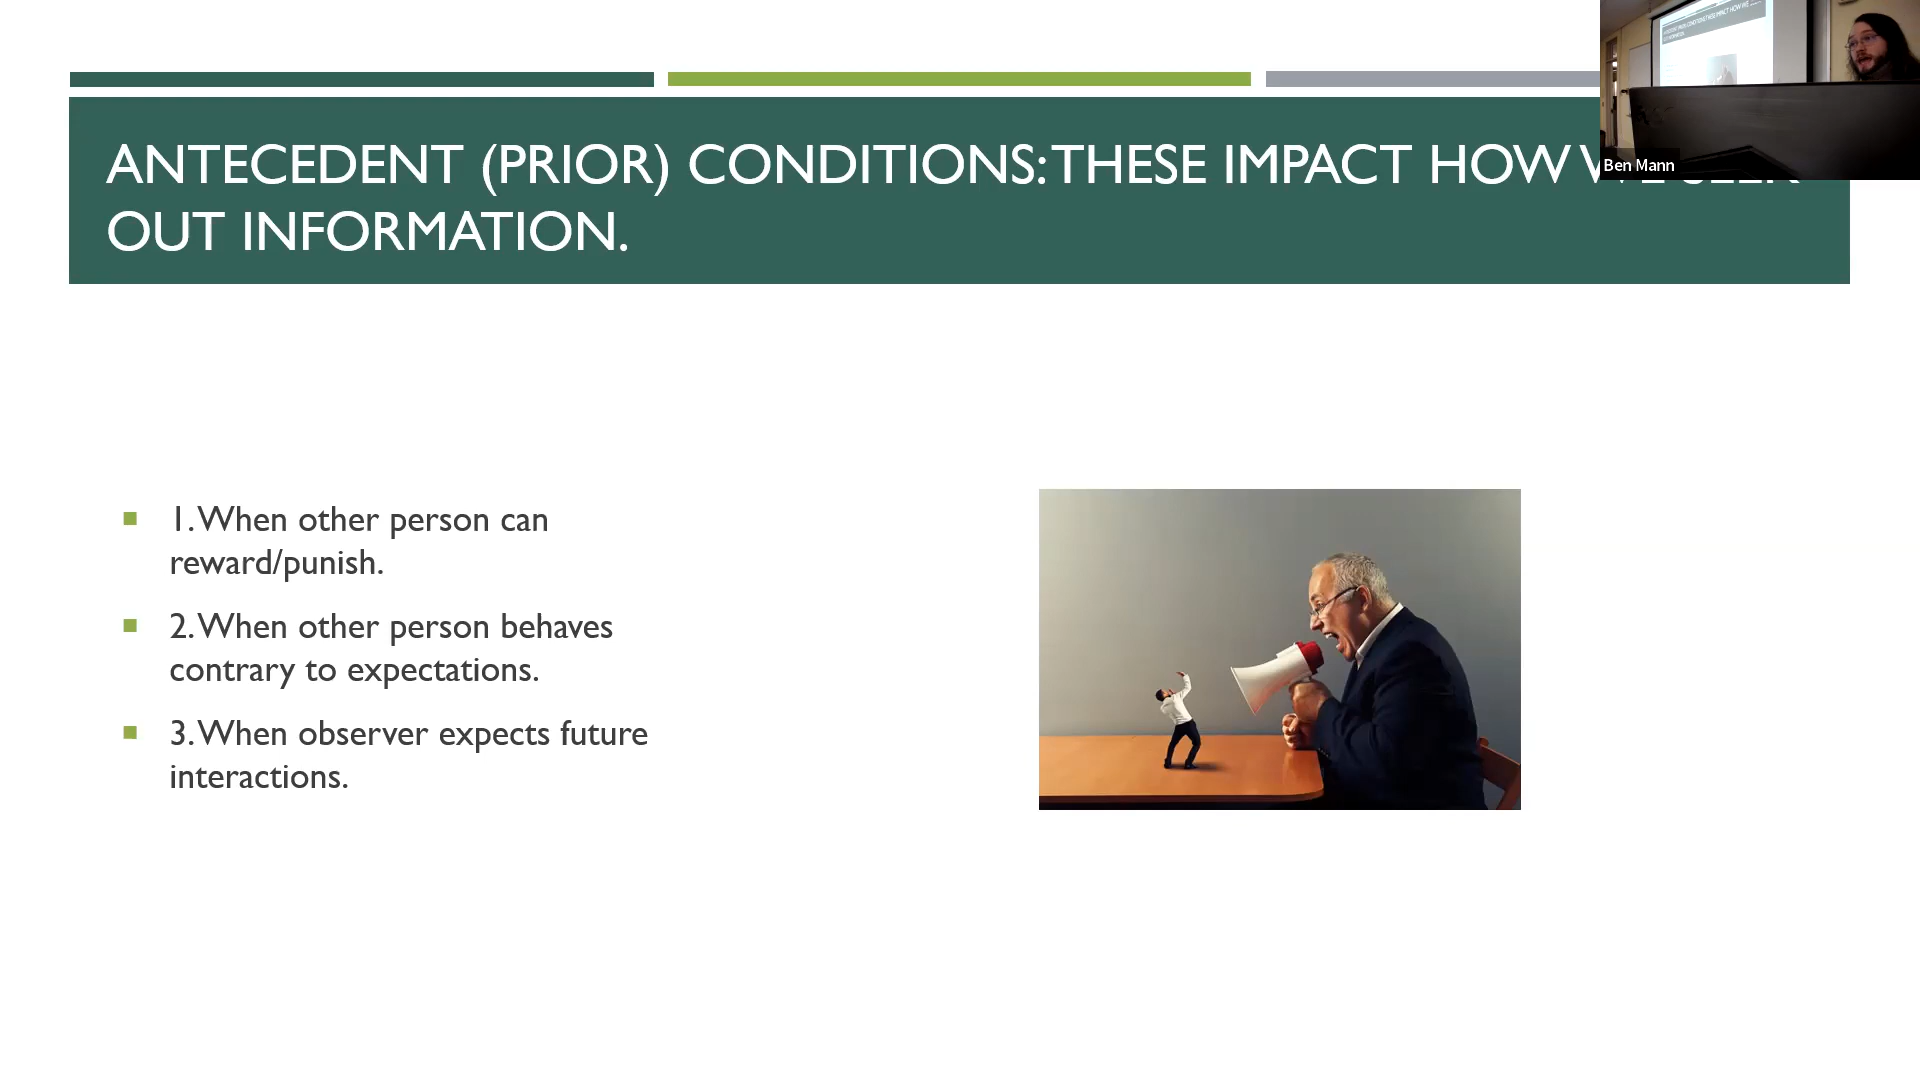 ANTECEDENT (PRIOR) CONDITIONS: THESE IMPACT HOW
OUT INFORMATION.
Ben Mann
1. When other person can
reward/punish.
2. When other person behaves
contrary to expectations.
3. When observer expects future
interactions.